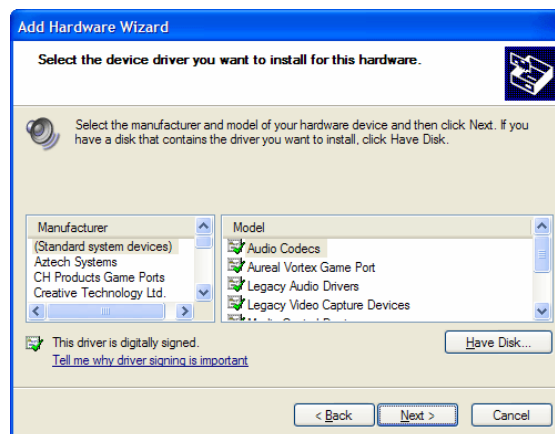 Add Hardware Wizard
Select the device driver you want to install for this hardware.
Select the manufacturer and model of your hardware device and then click Next. If you
have a disk that contains the driver you want to install, click Have Disk.
Manufacturer
(Standard system devices)
Aztech Systems
CH Products Game Ports
Creative Technology Ltd.
Model
Audio Codecs
Aureal Vortex Game Port
Legacy Audio Drivers
Legacy Video Capture Devices
This driver is digitally signed.
Tell me why driver signing is important
Have Disk...
< Back
Next >
Cancel